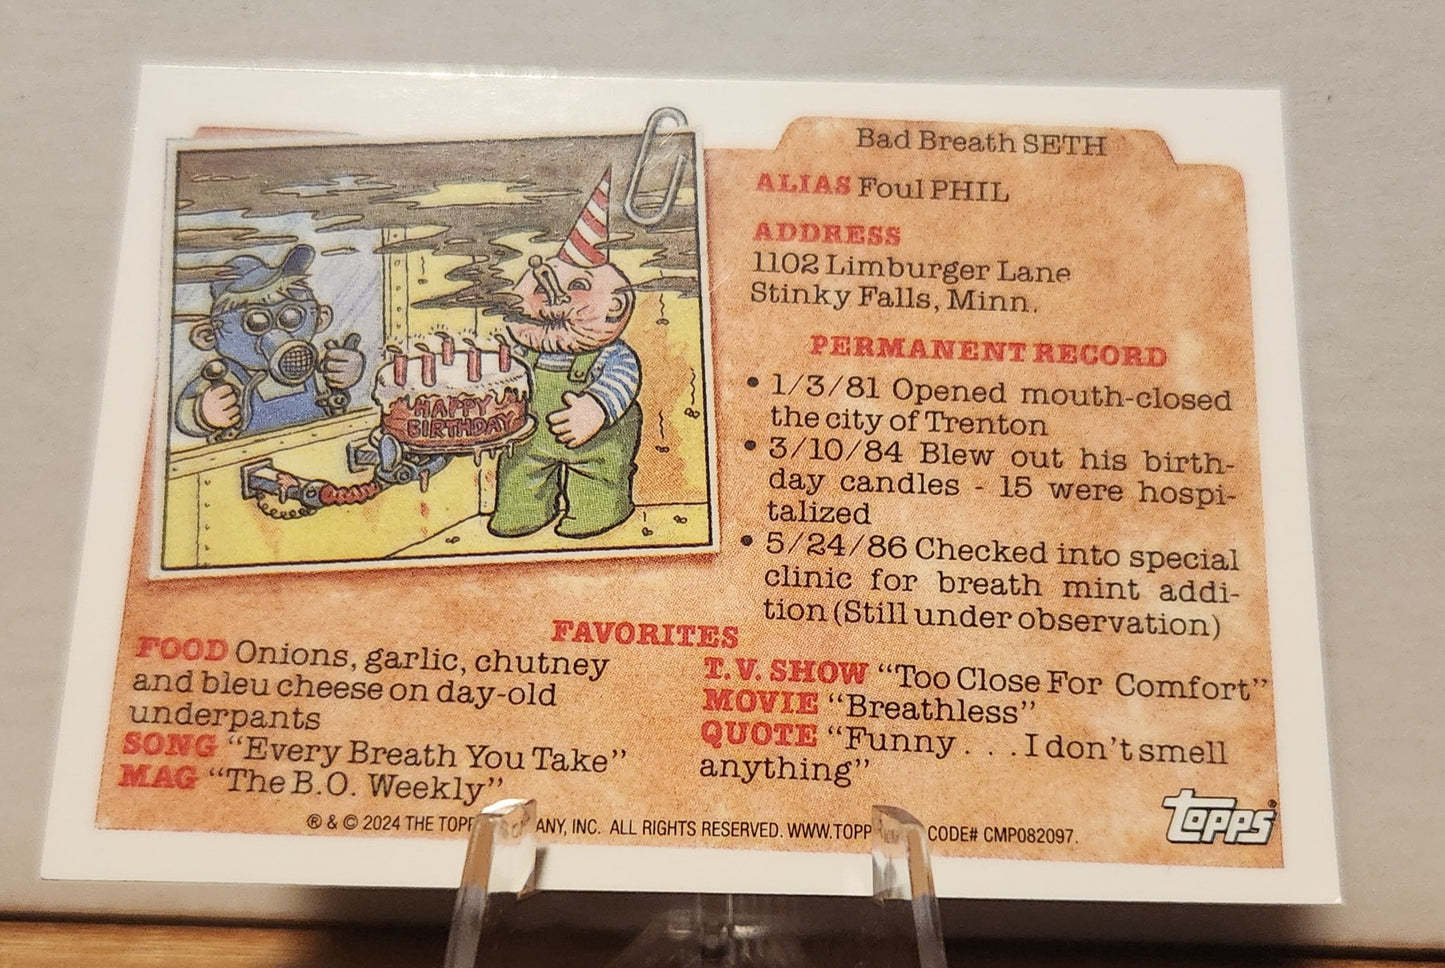 Bad Breath SETH
ALIAS Foul PHIL
ADDRESS
1102 Limburger Lane
Stinky Falls, Minn.
PERMANENT RECORD
• 1/3/81 Opened mouth-closed
the city of Trenton
• 3/10/84 Blew out his birth-
day candles - 15 were hospi-
talized
• 5/24/86 Checked into special
clinic for breath mint addi-
tion (Still under observation)
HAPPY
BIRTHDAY
FAVORITES
FOOD Onions, garlic, chutney
and bleu cheese on day-old
underpants
SONG "Every Breath You Take"
MAG "The B.O. Weekly"
T.V. SHOW "Too Close For Comfort"
MOVIE "Breathless"
QUOTE "Funny . . . I don't smell
anything"
® & © 2024 THE ANY, INC. ALL RIGHTS RESERVED. CODE# CMP082097.
topps®